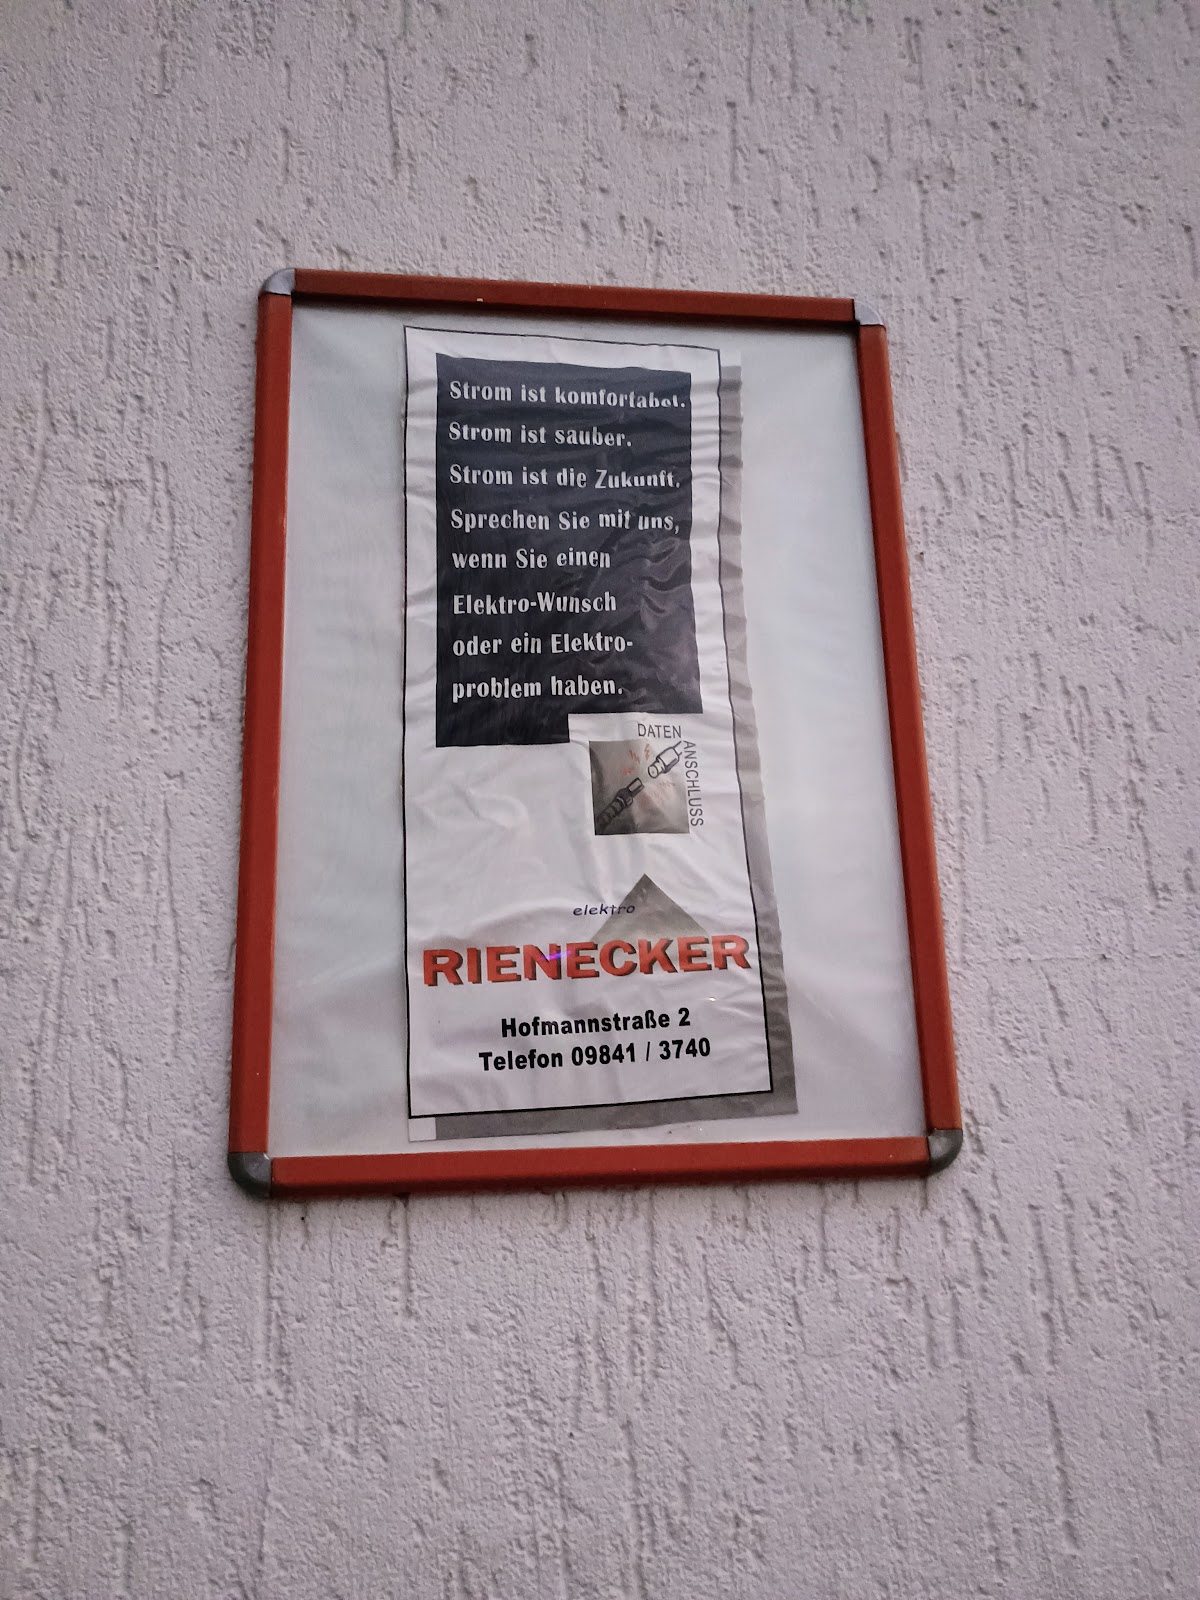 Strom ist komfortabel.
Strom ist sauber.
Strom ist die Zukunft.
Sprechen Sie mit uns,
wenn Sie einen
Elektro-Wunsch
oder ein Elektro-
problem haben.
DATEN
ANSCHLUSS
elektro
RIENECKER
Hofmannstraße 2
Telefon 09841 / 3740